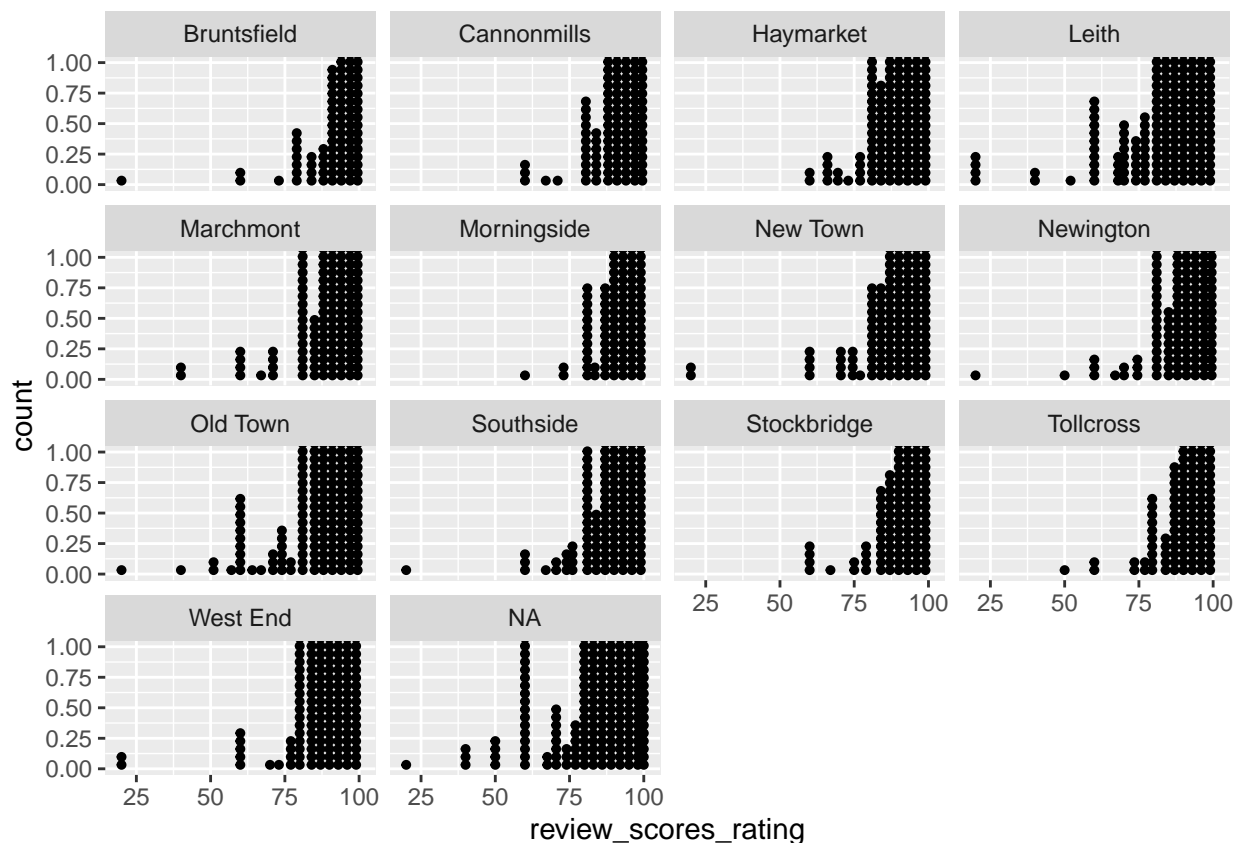 Bruntsfield Cannonmills Haymarket Leith
1.00
0.75
0.50
0.25
0.00
Marchmont Morningside New Town Newington
1.00
0.75
0.50
0.25
0.00
count
Old Town Southside Stockbridge Tollcross
1.00
0.75
0.50
0.25
0.00
25 50 75 100 25 50 75 100
West End NA
1.00
0.75
0.50
0.25
0.00
25 50 75 100 25 50 75 100
review_scores_rating